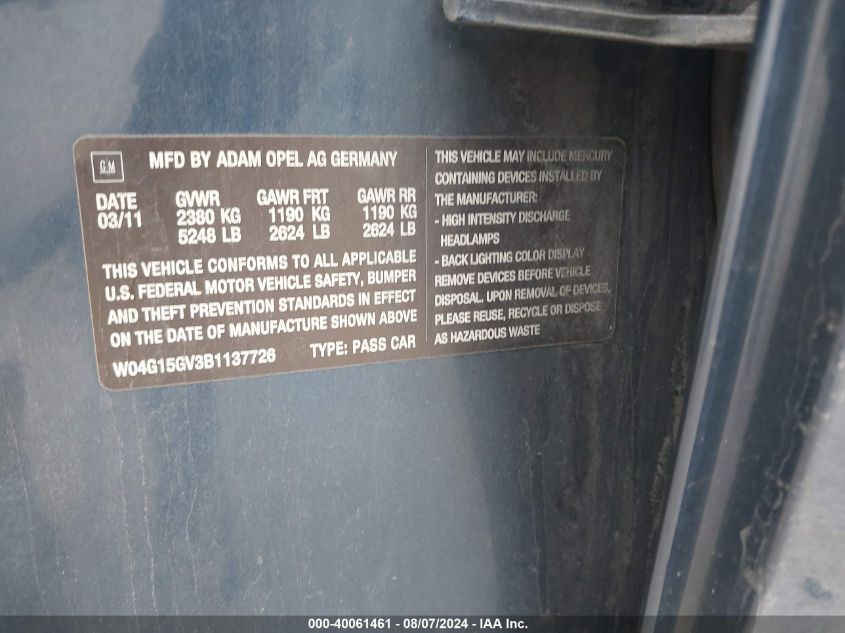 GM
MFD BY ADAM OPEL AG GERMANY
DATE GVWR GAWR FRT GAWR RR
03/11 2380 KG 1190 KG 1190 KG
5248 LB 2624 LB 2624 LB
THIS VEHICLE CONFORMS TO ALL APPLICABLE
U.S. FEDERAL MOTOR VEHICLE SAFETY, BUMPER
AND THEFT PREVENTION STANDARDS IN EFFECT
ON THE DATE OF MANUFACTURE SHOWN ABOVE
W04G15GV3B1137726 TYPE: PASS CAR
THIS VEHICLE MAY INCLUDE MERCURY
CONTAINING DEVICES INSTALLED BY
THE MANUFACTURER:
- HIGH INTENSITY DISCHARGE
HEADLAMPS
- BACK LIGHTING COLOR DISPLAY
REMOVE DEVICES BEFORE VEHICLE
DISPOSAL. UPON REMOVAL OF DEVICES,
PLEASE REUSE, RECYCLE OR DISPOSE
AS HAZARDOUS WASTE
000-40061461 - 08/07/2024 - IAA Inc.